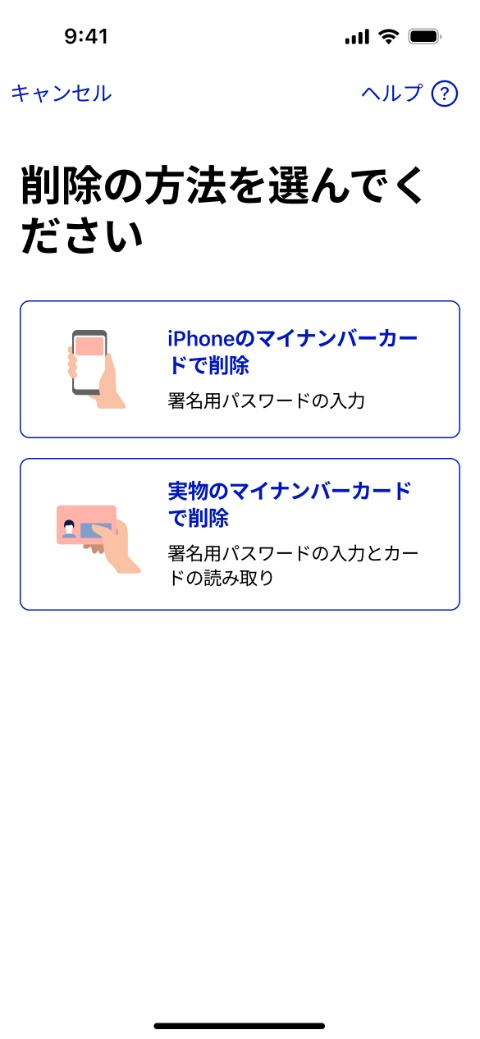 9:41
キャンセル
ヘルプ ?
削除の方法を選んでく
ださい
iPhoneのマイナンバーカー
ドで削除
署名用パスワードの入力
実物のマイナンバーカード
で削除
署名用パスワードの入力とカー
ドの読み取り